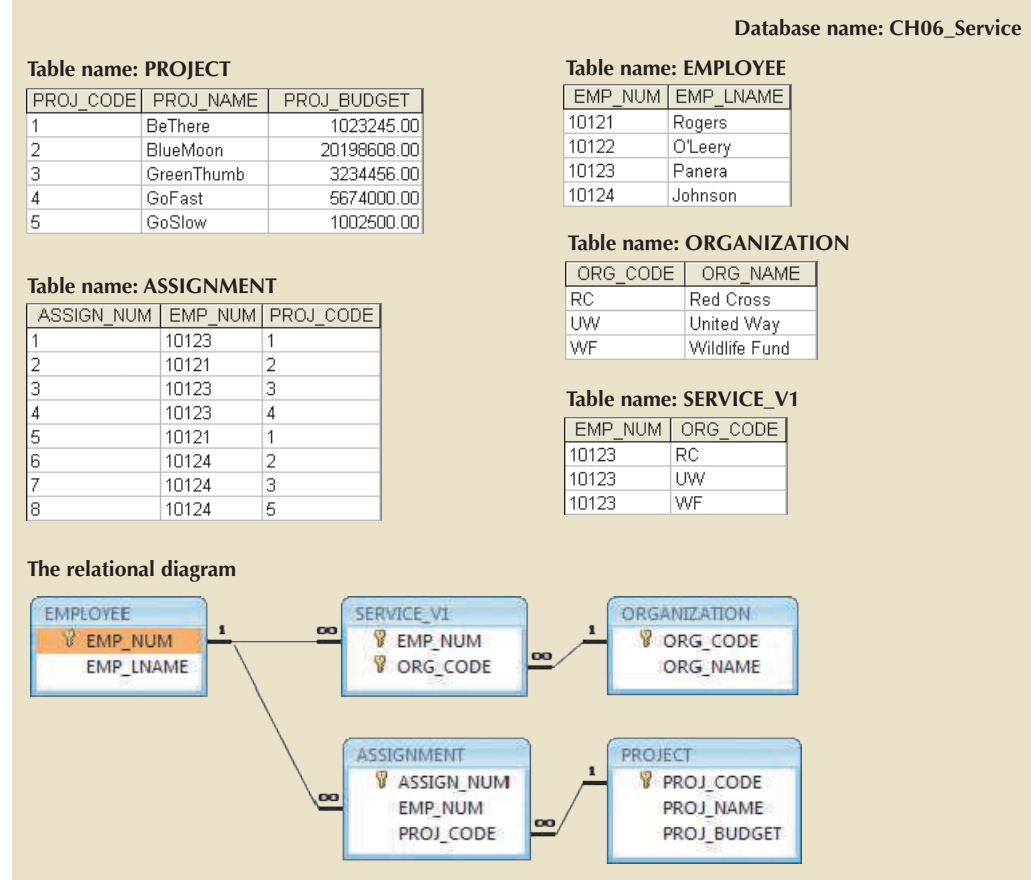 Database name: CH06_Service
Table name: PROJECT
PROJ_CODE PROJ_NAME PROJ_BUDGET
1 BeThere 1023245.00
2 BlueMoon 20198608.00
3 GreenThumb 3234456.00
4 GoFast 5674000.00
5 GoSlow 1002500.00
Table name: EMPLOYEE
EMP_NUM EMP_LNAME
10121 Rogers
10122 O'Leery
10123 Panera
10124 Johnson
Table name: ORGANIZATION
ORG_CODE ORG_NAME
RC Red Cross
UW United Way
WF Wildlife Fund
Table name: ASSIGNMENT
ASSIGN_NUM EMP_NUM PROJ_CODE
1 10123 1
2 10121 2
3 10123 3
4 10123 4
5 10121 1
6 10124 2
7 10124 3
8 10124 5
Table name: SERVICE_V1
EMP_NUM ORG_CODE
10123 RC
10123 UW
10123 WF
The relational diagram
EMPLOYEE
EMP_NUM
EMP_LNAME
1 ∞
SERVICE_V1
EMP_NUM
ORG_CODE
∞ 1
ORGANIZATION
ORG_CODE
ORG_NAME
∞
ASSIGNMENT
ASSIGN_NUM
EMP_NUM
PROJ_CODE
∞ 1
PROJECT
PROJ_CODE
PROJ_NAME
PROJ_BUDGET